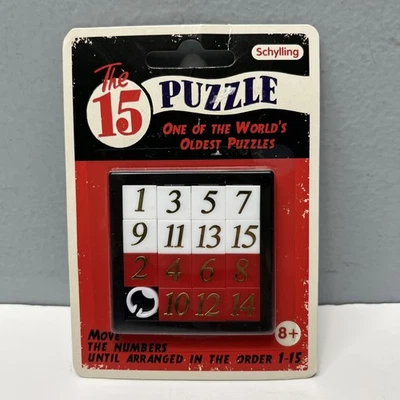 Schylling
The
15
PUZZLE
ONE OF THE WORLD'S
OLDEST PUZZLES
1 3 5 7
9 11 13 15
2 4 6 8
10 12 14
8+
MOVE
THE NUMBERS
UNTIL ARRANGED IN THE ORDER 1-15